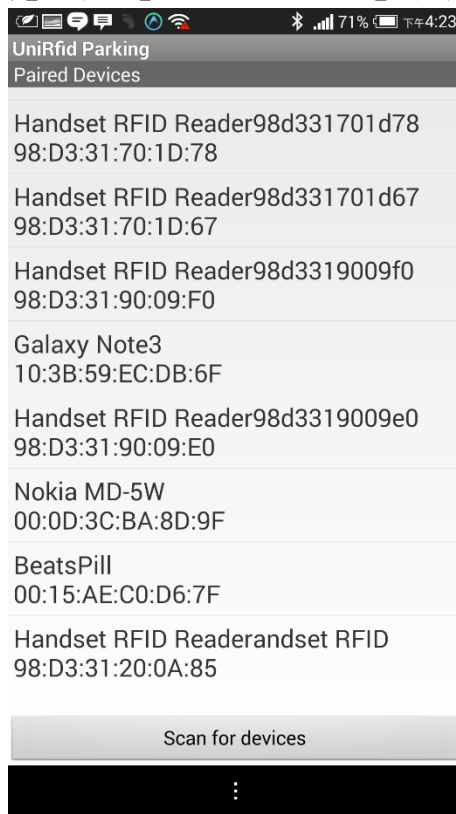 71% 下午4:23
UniRfid Parking
Paired Devices
Handset RFID Reader98d331701d78
98:D3:31:70:1D:78
Handset RFID Reader98d331701d67
98:D3:31:70:1D:67
Handset RFID Reader98d3319009f0
98:D3:31:90:09:F0
Galaxy Note3
10:3B:59:EC:DB:6F
Handset RFID Reader98d3319009e0
98:D3:31:90:09:E0
Nokia MD-5W
00:0D:3C:BA:8D:9F
BeatsPill
00:15:AE:C0:D6:7F
Handset RFID Readerandset RFID
98:D3:31:20:0A:85
Scan for devices